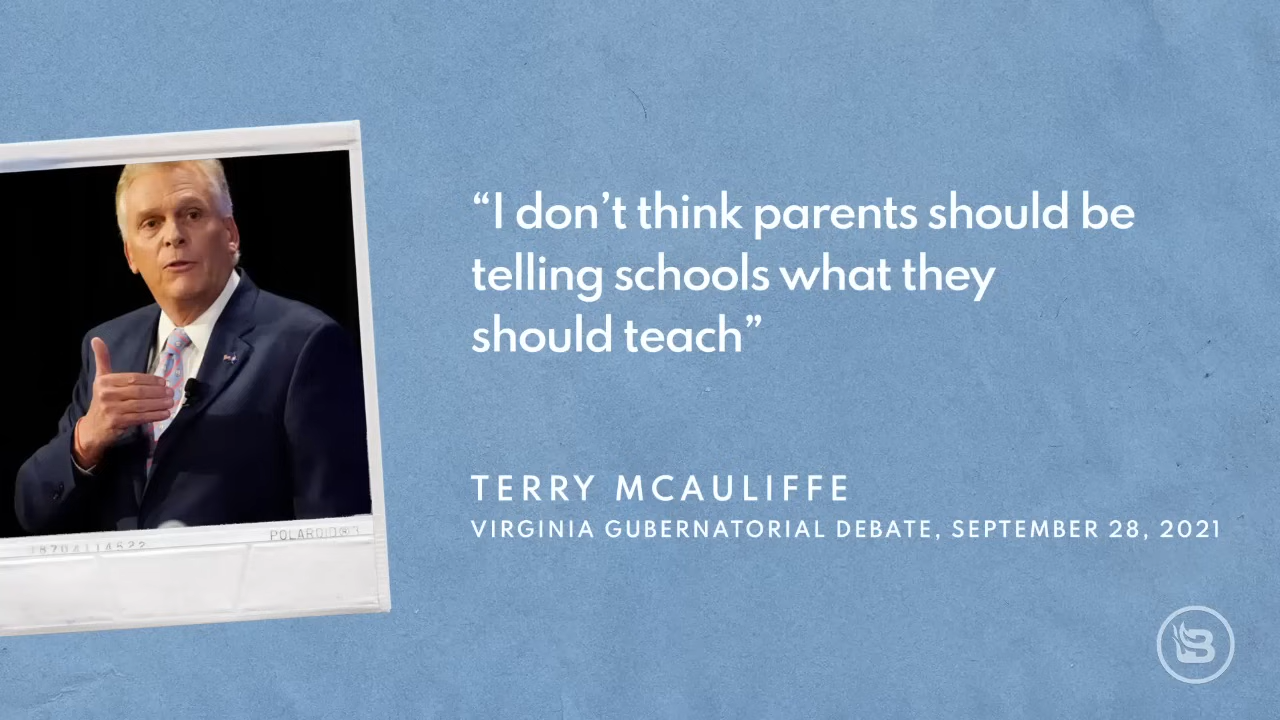 “I don’t think parents should be
telling schools what they
should teach”
TERRY MCAULIFFE
VIRGINIA GUBERNATORIAL DEBATE, SEPTEMBER 28, 2021
POLAROID
B